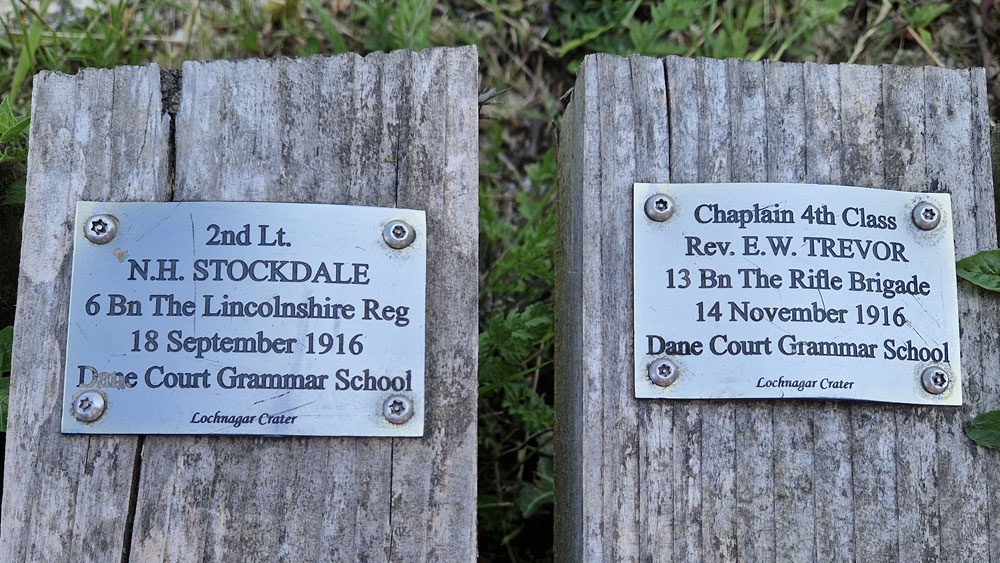 2nd Lt.
N.H. STOCKDALE
6 Bn The Lincolnshire Reg
18 September 1916
Dane Court Grammar School
Lochnagar Crater
Chaplain 4th Class
Rev. E.W. TREVOR
13 Bn The Rifle Brigade
14 November 1916
Dane Court Grammar School
Lochnagar Crater